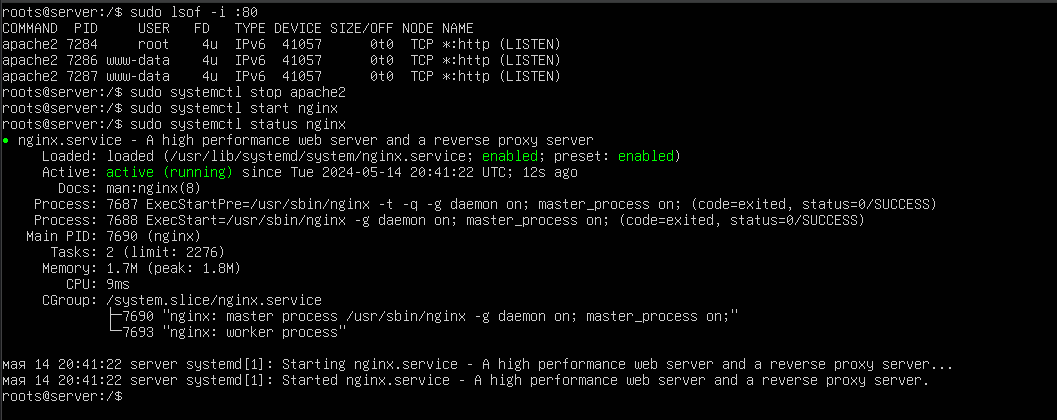 roots@server:/$ sudo lsof -i :80
COMMAND  PID     USER   FD   TYPE DEVICE SIZE/OFF NODE NAME
apache2 7284     root    4u  IPv6  41057      0t0  TCP *:http (LISTEN)
apache2 7286 www-data    4u  IPv6  41057      0t0  TCP *:http (LISTEN)
apache2 7287 www-data    4u  IPv6  41057      0t0  TCP *:http (LISTEN)
roots@server:/$ sudo systemctl stop apache2
roots@server:/$ sudo systemctl start nginx
roots@server:/$ sudo systemctl status nginx
● nginx.service - A high performance web server and a reverse proxy server
     Loaded: loaded (/usr/lib/systemd/system/nginx.service; enabled; preset: enabled)
     Active: active (running) since Tue 2024-05-14 20:41:22 UTC; 12s ago
       Docs: man:nginx(8)
    Process: 7687 ExecStartPre=/usr/sbin/nginx -t -q -g daemon on; master_process on; (code=exited, status=0/SUCCESS)
    Process: 7688 ExecStart=/usr/sbin/nginx -g daemon on; master_process on; (code=exited, status=0/SUCCESS)
   Main PID: 7690 (nginx)
      Tasks: 2 (limit: 2276)
     Memory: 1.7M (peak: 1.8M)
        CPU: 9ms
     CGroup: /system.slice/nginx.service
             ├─7690 "nginx: master process /usr/sbin/nginx -g daemon on; master_process on;"
             └─7693 "nginx: worker process"
мая 14 20:41:22 server systemd[1]: Starting nginx.service - A high performance web server and a reverse proxy server...
мая 14 20:41:22 server systemd[1]: Started nginx.service - A high performance web server and a reverse proxy server.
roots@server:/$